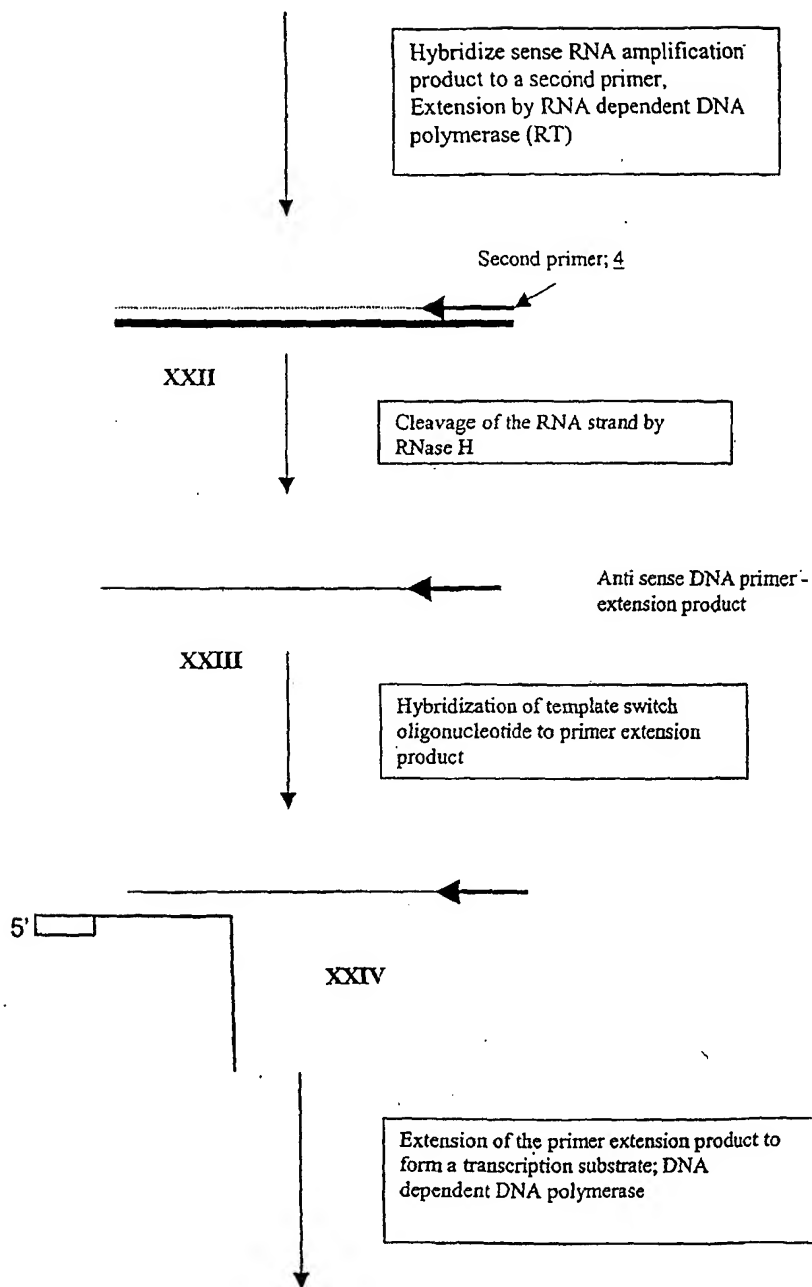 Hybridize sense RNA amplification
product to a second primer,
Extension by RNA dependent DNA
polymerase (RT)
Second primer; 4
XXII
Cleavage of the RNA strand by
RNase H
Anti sense DNA primer-
extension product
XXIII
Hybridization of template switch
oligonucleotide to primer extension
product
5'
XXIV
Extension of the primer extension product to
form a transcription substrate; DNA
dependent DNA polymerase